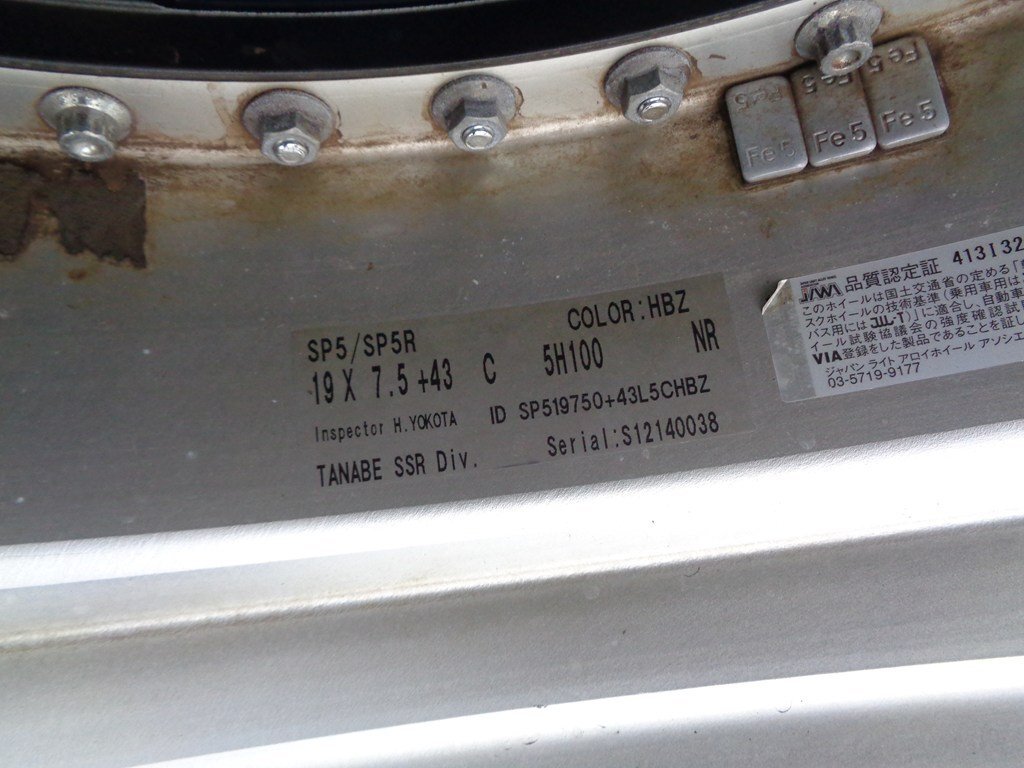 Fe5
Fe5
Fe5
Fe5
Fe5
Fe5
SP5/SP5R
COLOR:HBZ
19 X 7.5 +43 C 5H100 NR
Inspector H.YOKOTA ID SP519750+43L5CHBZ
TANABE SSR Div. Serial:S12140038
JAWA 品質認定証 413132
このホイールは国土交通省の定める「
スクホイールの技術基準(乗用車用は
バス用には JWL-T)」に適合し、自動車
イール試験協議会の強度確認試
VIA登録をした製品であることを証し
ジャパン ライト アロイホイール アソシエ
03-5719-9177